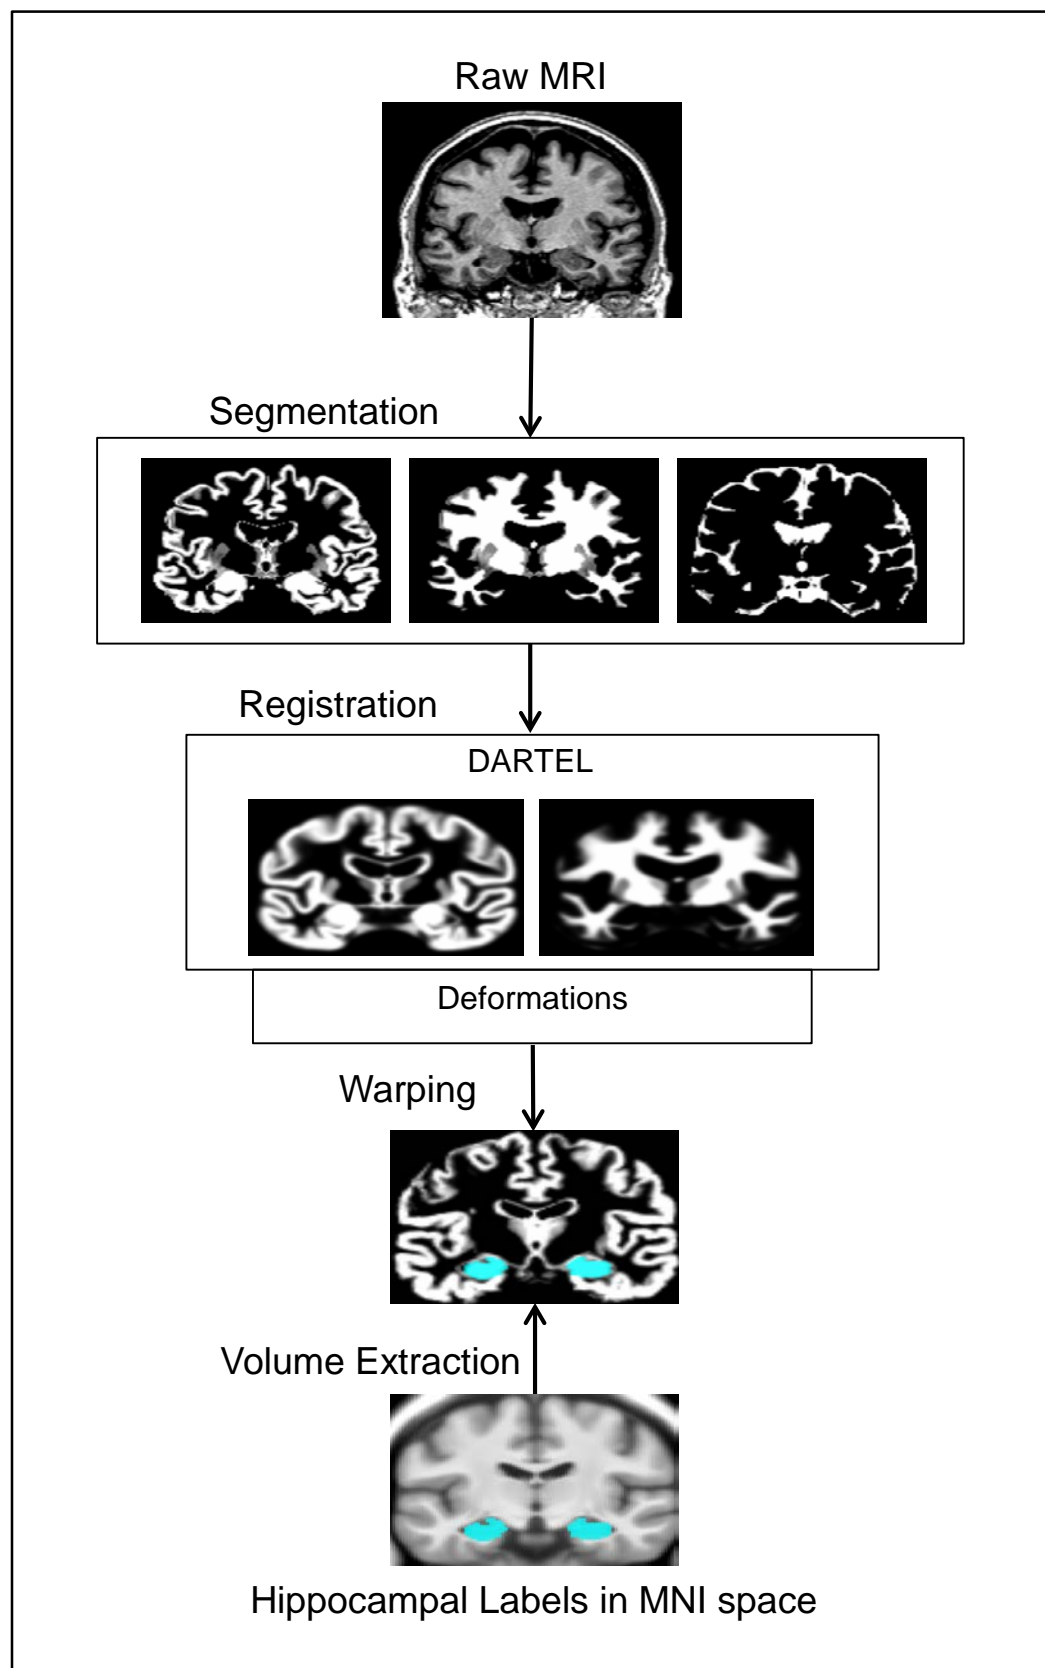 Raw MRI
Segmentation
Registration
DARTEL
Deformations
Warping
Volume Extraction
Hippocampal Labels in MNI space